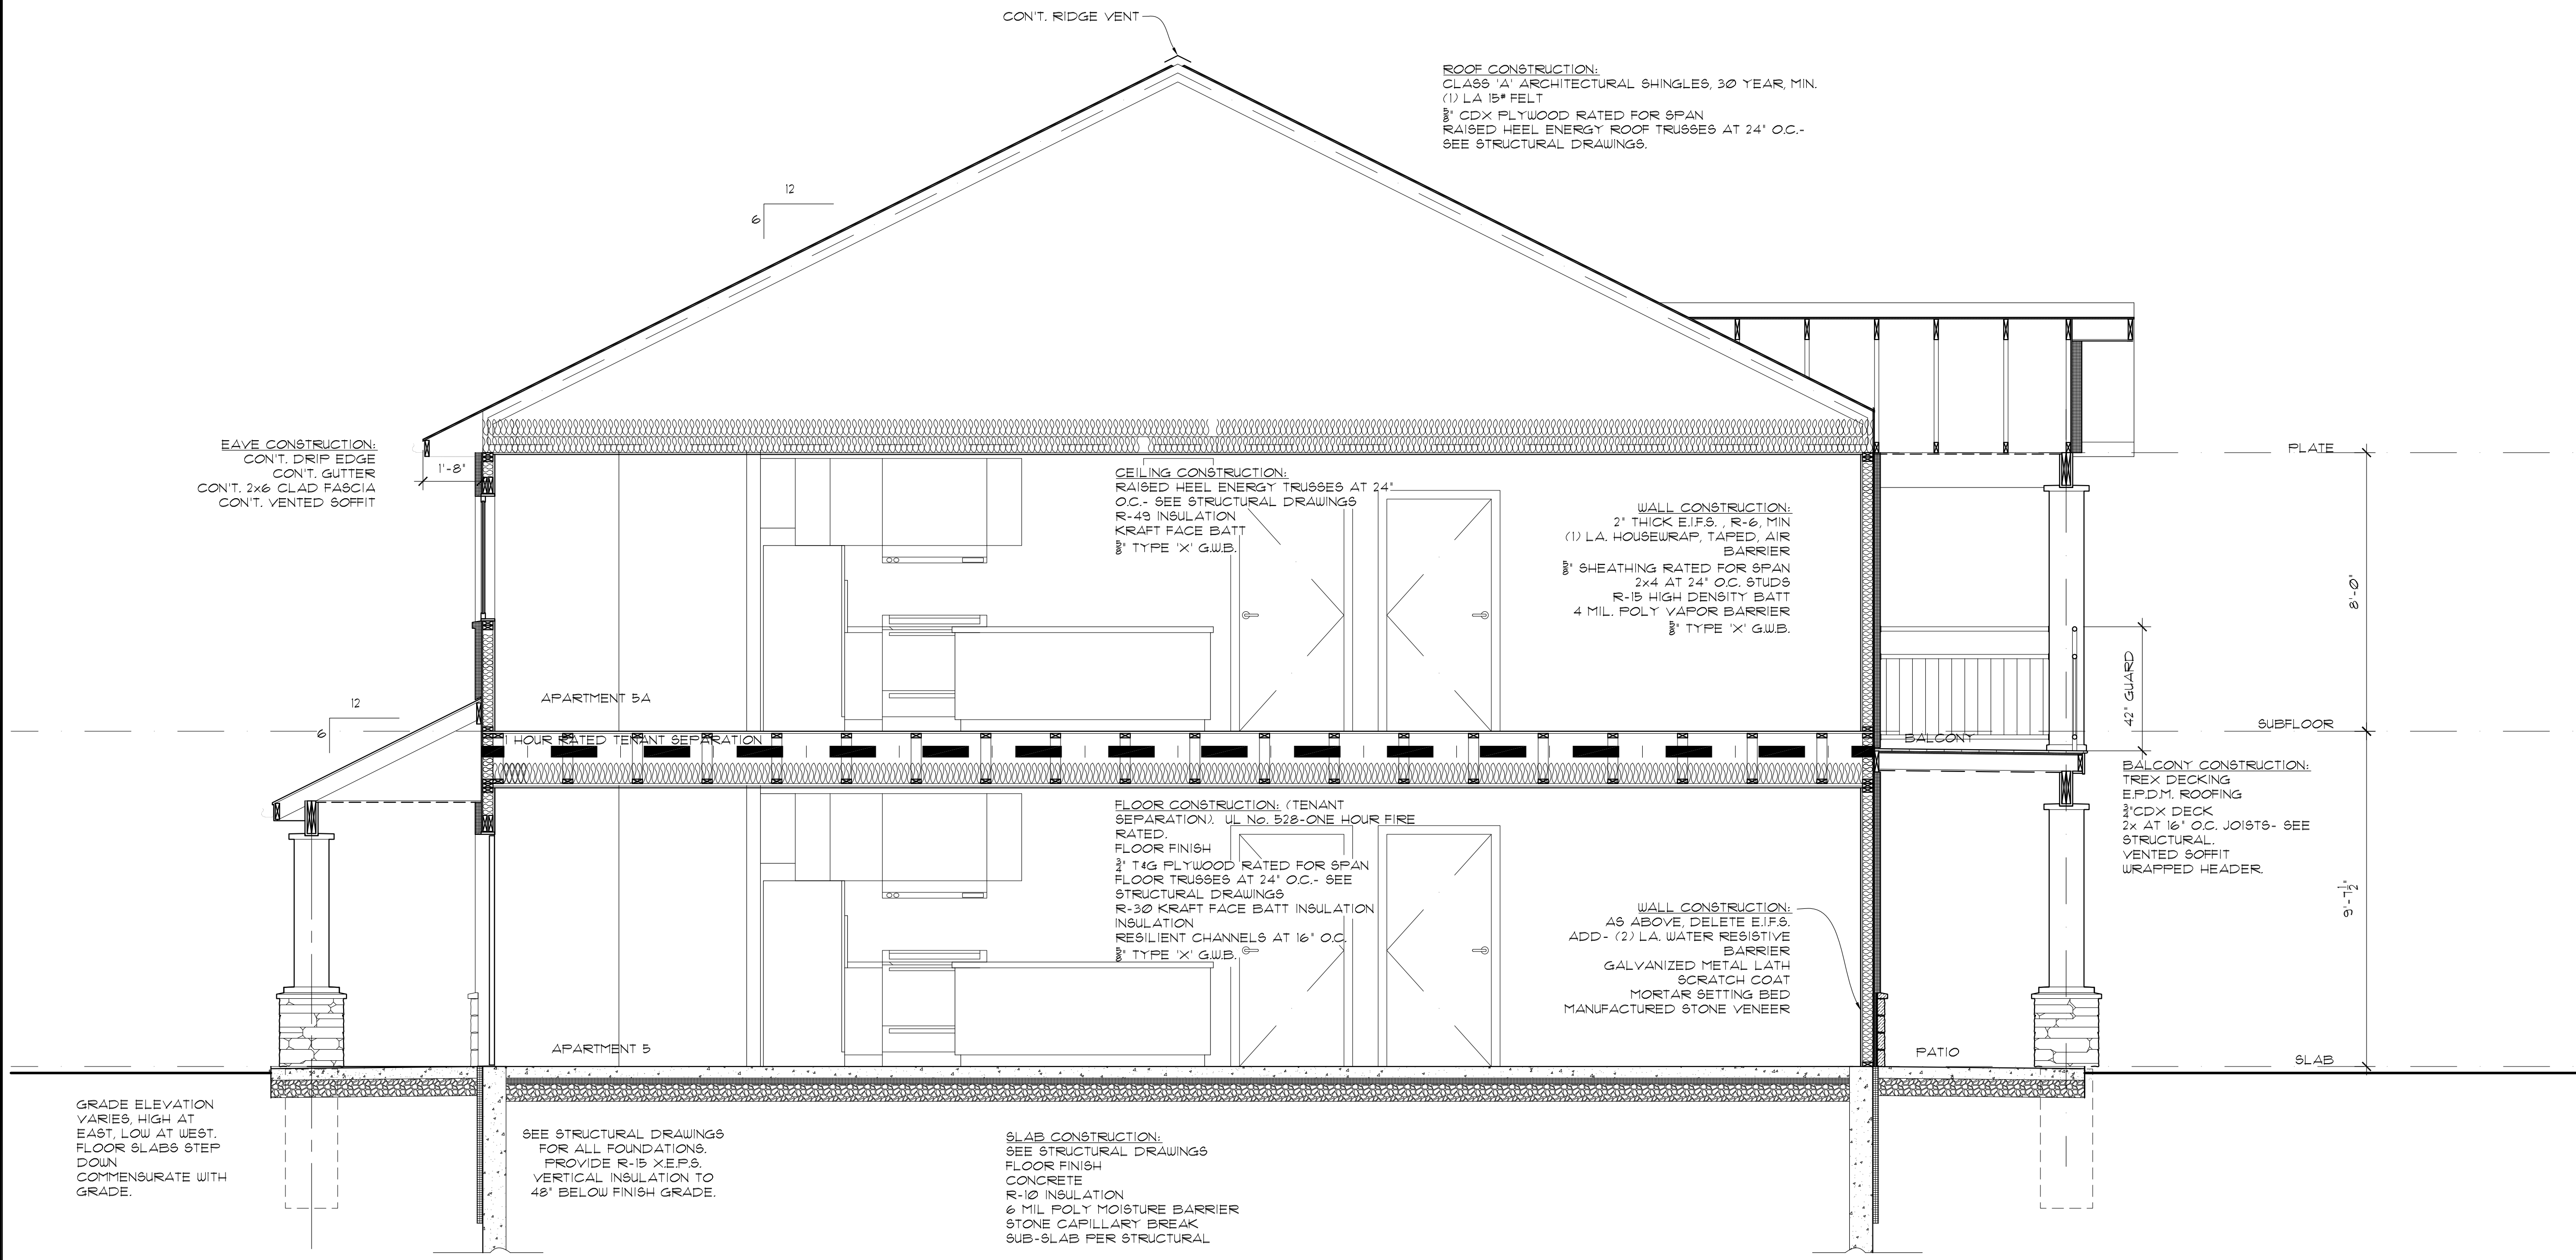 CON'T. RIDGE VENT
ROOF CONSTRUCTION:
CLASS 'A' ARCHITECTURAL SHINGLES, 30 YEAR, MIN.
(1) LA 15# FELT
5/8" CDX PLYWOOD RATED FOR SPAN
RAISED HEEL ENERGY ROOF TRUSSES AT 24" O.C.-
SEE STRUCTURAL DRAWINGS.
12
6
EAVE CONSTRUCTION:
CON'T. DRIP EDGE
CON'T. GUTTER
CON'T. 2x6 CLAD FASCIA
CON'T. VENTED SOFFIT
1'-8"
CEILING CONSTRUCTION:
RAISED HEEL ENERGY TRUSSES AT 24"
O.C.- SEE STRUCTURAL DRAWINGS
R-49 INSULATION
KRAFT FACE BATT
5/8" TYPE 'X' G.W.B.
WALL CONSTRUCTION:
2" THICK E.I.F.S. , R-6, MIN
(1) LA. HOUSEWRAP, TAPED, AIR
BARRIER
5/8" SHEATHING RATED FOR SPAN
2x4 AT 24" O.C. STUDS
R-15 HIGH DENSITY BATT
4 MIL. POLY VAPOR BARRIER
5/8" TYPE 'X' G.W.B.
PLATE
8'-0"
42" GUARD
SUBFLOOR
BALCONY
APARTMENT 5A
12
6
1 HOUR RATED TENANT SEPARATION
BALCONY CONSTRUCTION:
TREX DECKING
E.P.D.M. ROOFING
3/4"CDX DECK
2x AT 16" O.C. JOISTS- SEE
STRUCTURAL.
VENTED SOFFIT
WRAPPED HEADER.
9'-7 1/2"
FLOOR CONSTRUCTION: (TENANT
SEPARATION). UL No. 528-ONE HOUR FIRE
RATED.
FLOOR FINISH
3/4" T&G PLYWOOD RATED FOR SPAN
FLOOR TRUSSES AT 24" O.C.- SEE
STRUCTURAL DRAWINGS
R-30 KRAFT FACE BATT INSULATION
INSULATION
RESILIENT CHANNELS AT 16" O.C.
5/8" TYPE 'X' G.W.B.
WALL CONSTRUCTION:
AS ABOVE, DELETE E.I.F.S.
ADD- (2) LA. WATER RESISTIVE
BARRIER
GALVANIZED METAL LATH
SCRATCH COAT
MORTAR SETTING BED
MANUFACTURED STONE VENEER
APARTMENT 5
PATIO
SLAB
GRADE ELEVATION
VARIES, HIGH AT
EAST, LOW AT WEST.
FLOOR SLABS STEP
DOWN
COMMENSURATE WITH
GRADE.
SEE STRUCTURAL DRAWINGS
FOR ALL FOUNDATIONS.
PROVIDE R-15 X.E.P.S.
VERTICAL INSULATION TO
48" BELOW FINISH GRADE.
SLAB CONSTRUCTION:
SEE STRUCTURAL DRAWINGS
FLOOR FINISH
CONCRETE
R-10 INSULATION
6 MIL POLY MOISTURE BARRIER
STONE CAPILLARY BREAK
SUB-SLAB PER STRUCTURAL